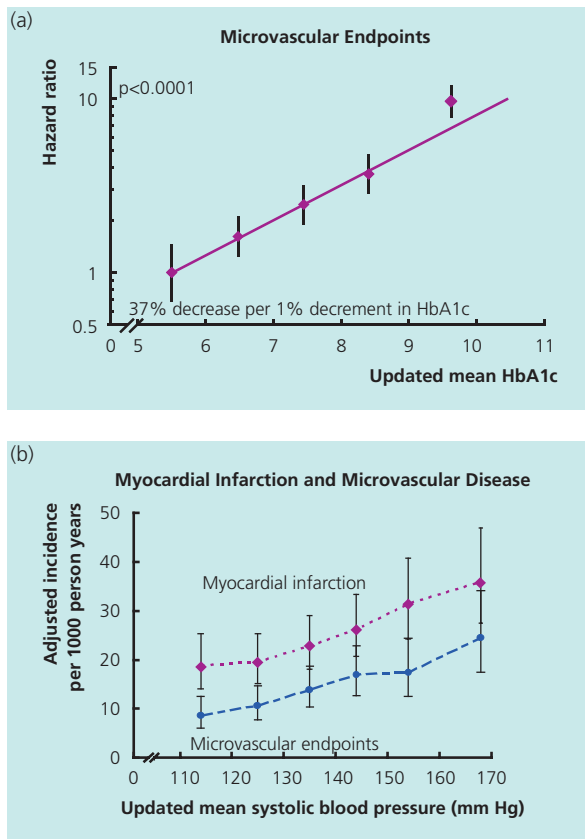 (a)
Microvascular Endpoints
Hazard ratio
15
10
1
0.5
p<0.0001
37% decrease per 1% decrement in HbA1c
0 5 6 7 8 9 10 11
Updated mean HbA1c
(b)
Myocardial Infarction and Microvascular Disease
Adjusted incidence
per 1000 person years
50
40
30
20
10
0
Myocardial infarction
Microvascular endpoints
0 110 120 130 140 150 160 170
Updated mean systolic blood pressure (mm Hg)